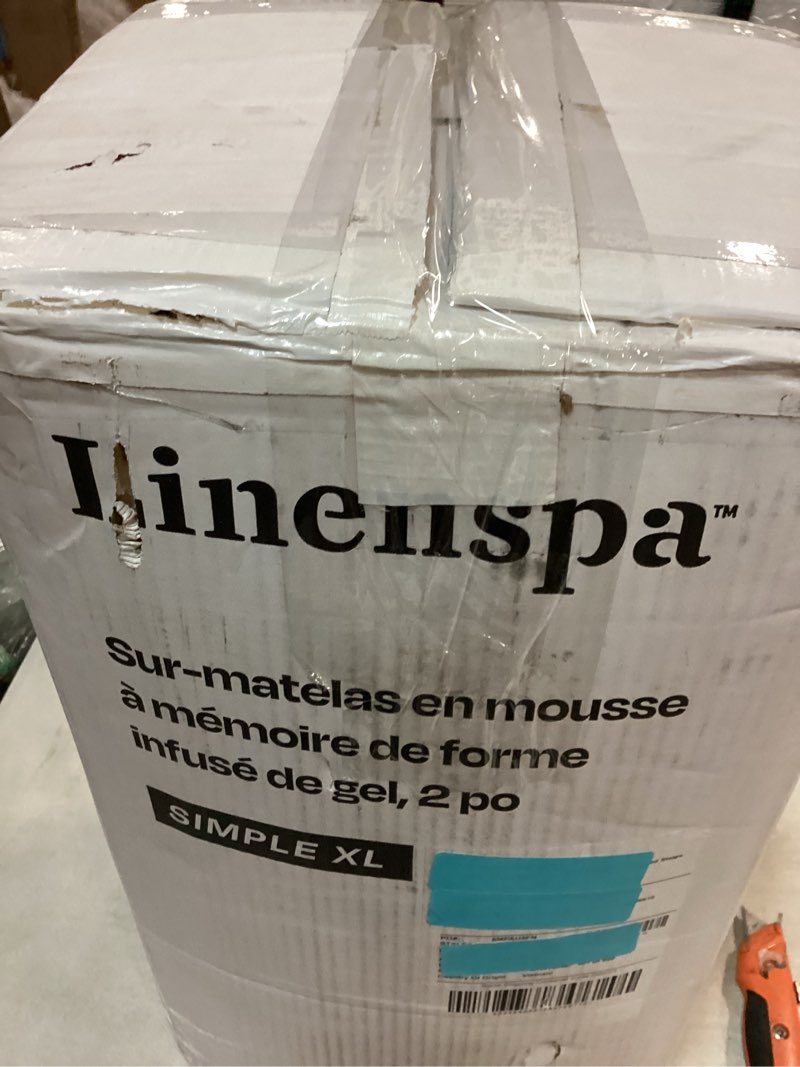 Linenspa™
Sur-matelas en mousse
à mémoire de forme
infusé de gel, 2 po
SIMPLE XL